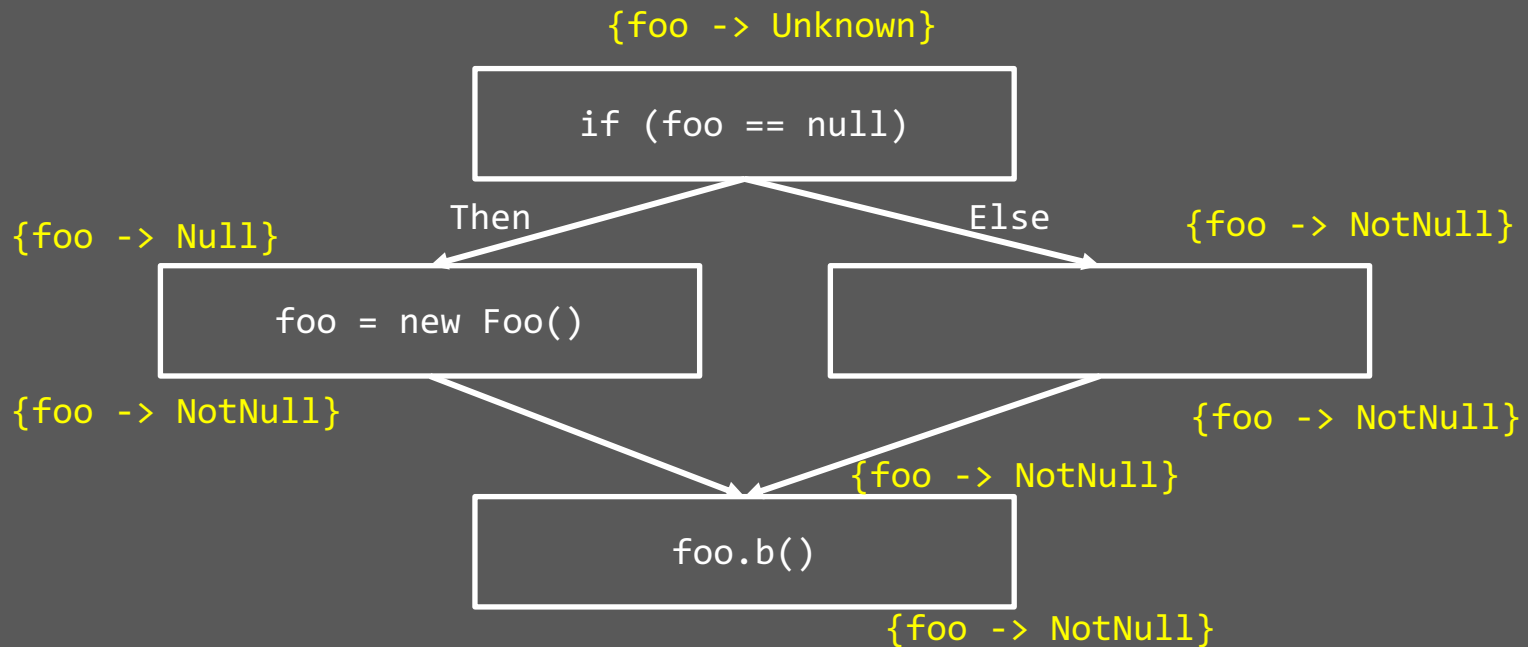 {foo -> Unknown}
if (foo == null)
Then
Else
{foo -> Null}
{foo -> NotNull}
foo = new Foo()
{foo -> NotNull}
{foo -> NotNull}
{foo -> NotNull}
foo.b()
{foo -> NotNull}